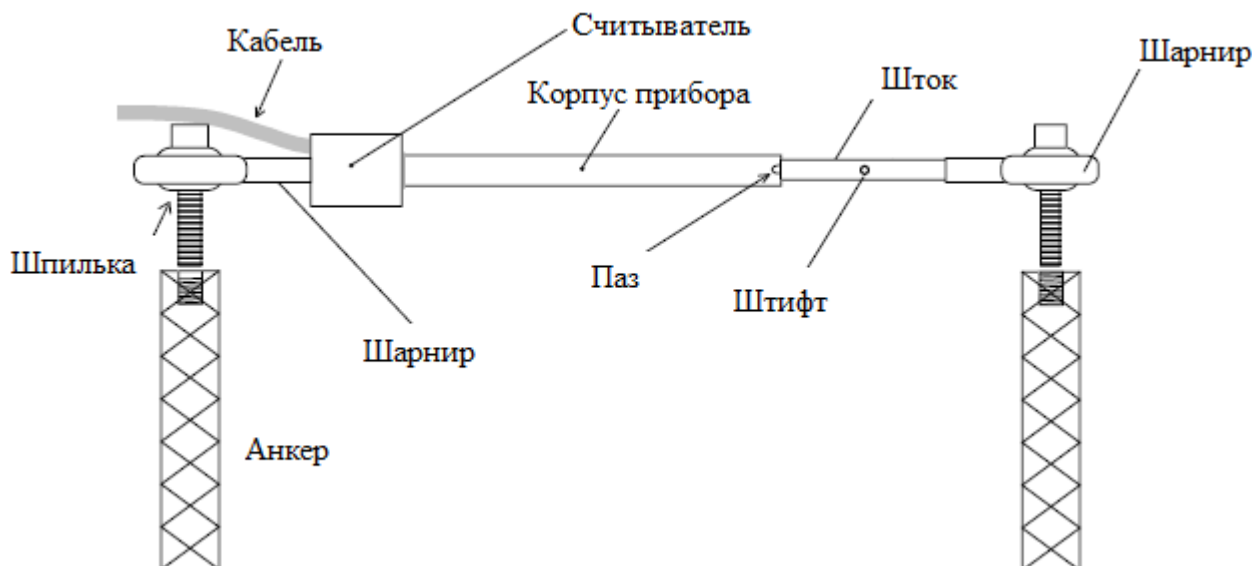 Считыватель
Кабель
Шарнир
Шток
Корпус прибора
Шпилька
Паз
Штифт
Шарнир
Анкер